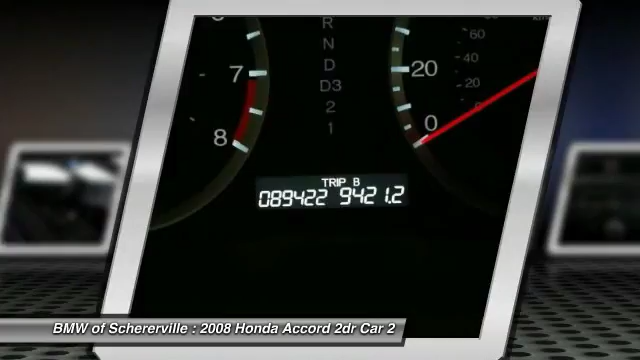 R
N
D
D3
2
1
7
8
60
40
20
20
0
TRIP B
089422 9421.2
BMW of Schererville : 2008 Honda Accord 2dr Car 2